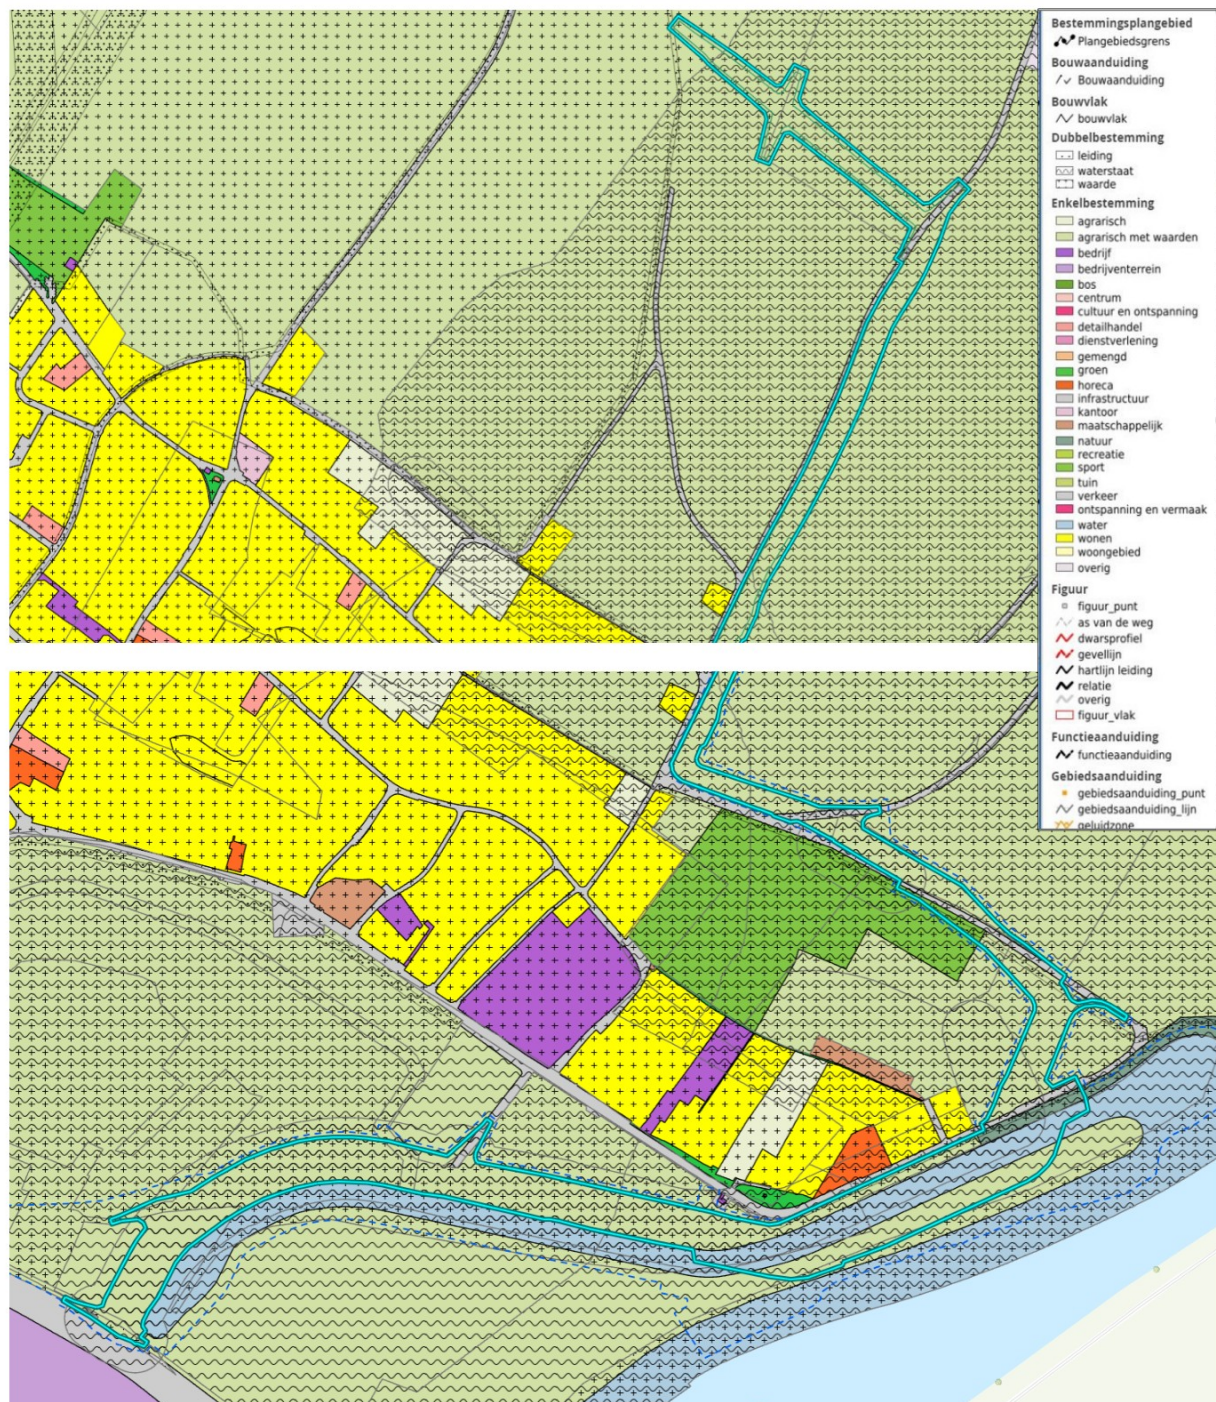 Bestemmingsplangebied
Plangebiedsgrens
Bouwaanduiding
Bouwaanduiding
Bouwvlak
bouwvlak
Dubbelbestemming
leiding
waterstaat
waarde
Enkelbestemming
agrarisch
agrarisch met waarden
bedrijf
bedrijventerrein
bos
centrum
cultuur en ontspanning
detailhandel
dienstverlening
gemengd
groen
horeca
infrastructuur
kantoor
maatschappelijk
natuur
recreatie
sport
tuin
verkeer
ontspanning en vermaak
water
wonen
woongebied
overig
Figuur
figuur_punt
as van de weg
dwarsprofiel
gevellijn
hartlijn leiding
relatie
overig
figuur_vlak
Functieaanduiding
functieaanduiding
Gebiedsaanduiding
gebiedsaanduiding_punt
gebiedsaanduiding_lijn
geluidzone